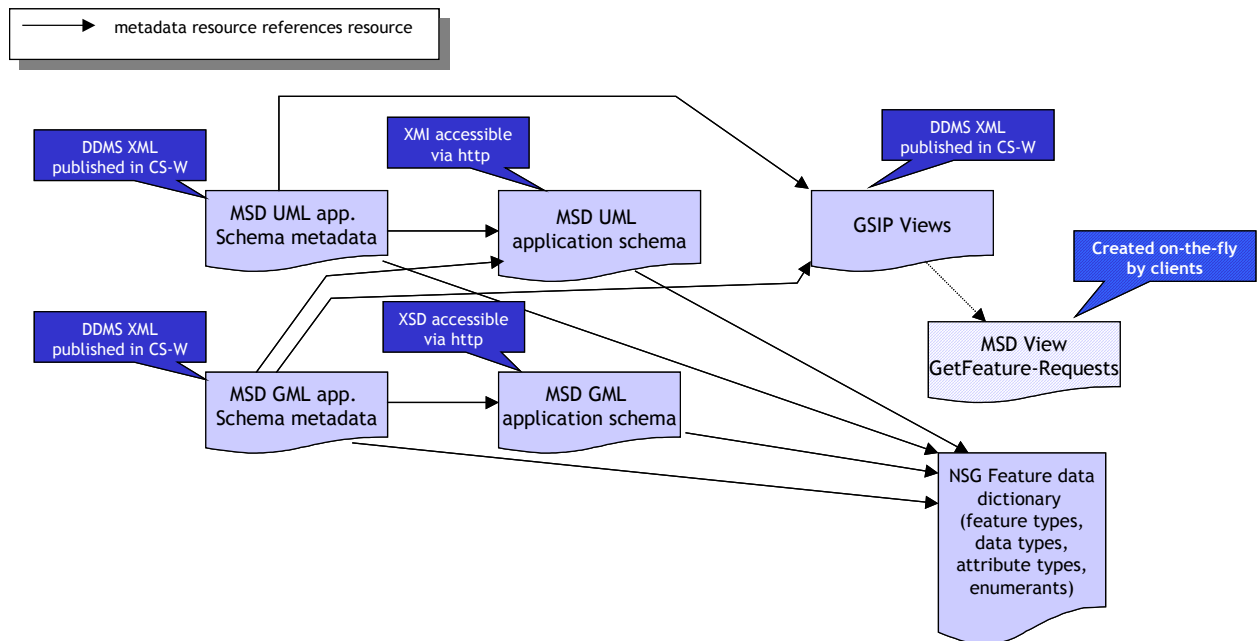 metadata resource references resource
DDMS XML
published in CS-W
XMI accessible
via http
DDMS XML
published in CS-W
MSD UML app.
Schema metadata
MSD UML
application schema
GSIP Views
Created on-the-fly
by clients
DDMS XML
published in CS-W
XSD accessible
via http
MSD View
GetFeature-Requests
MSD GML app.
Schema metadata
MSD GML
application schema
NSG Feature data
dictionary
(feature types,
data types,
attribute types,
enumerants)